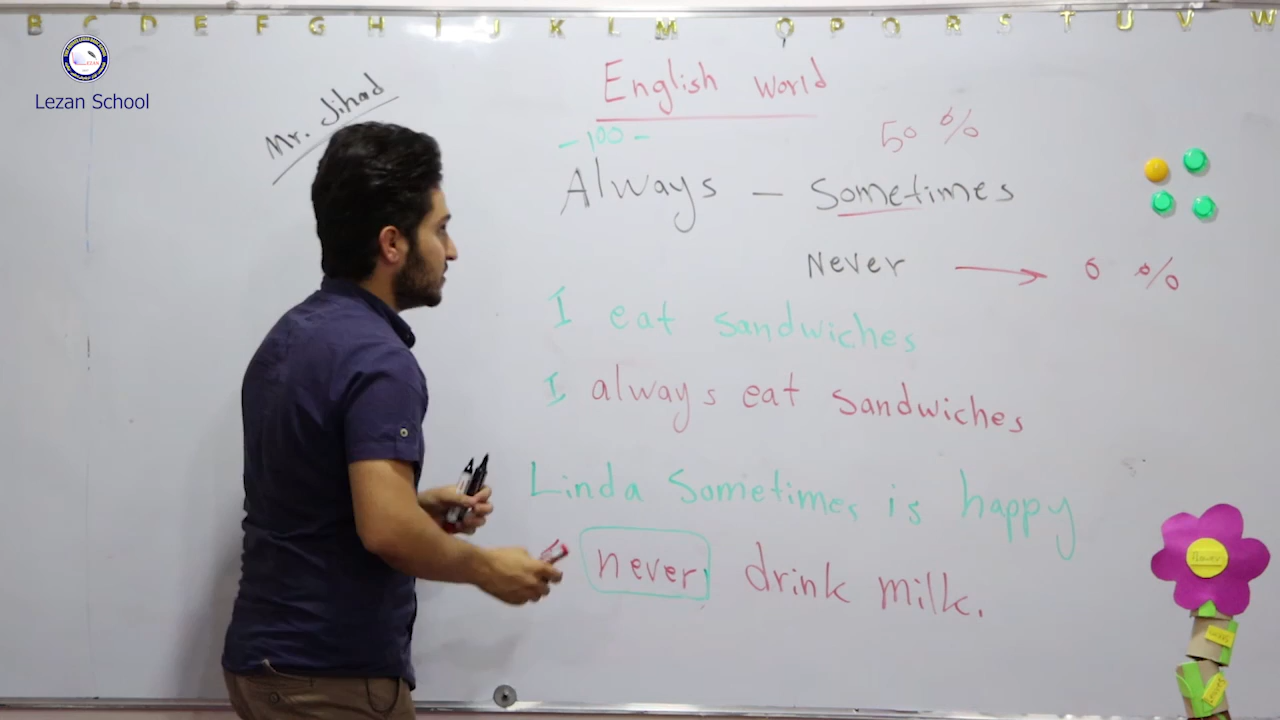 B C D E F G H I J K L M N O P Q R S T U V W
Lezan School
Mr. Jihad
English world
-100- 50 %
Always - Sometimes
Never → 0 %
I eat sandwiches
I always eat sandwiches
Linda Sometimes is happy
never drink milk.